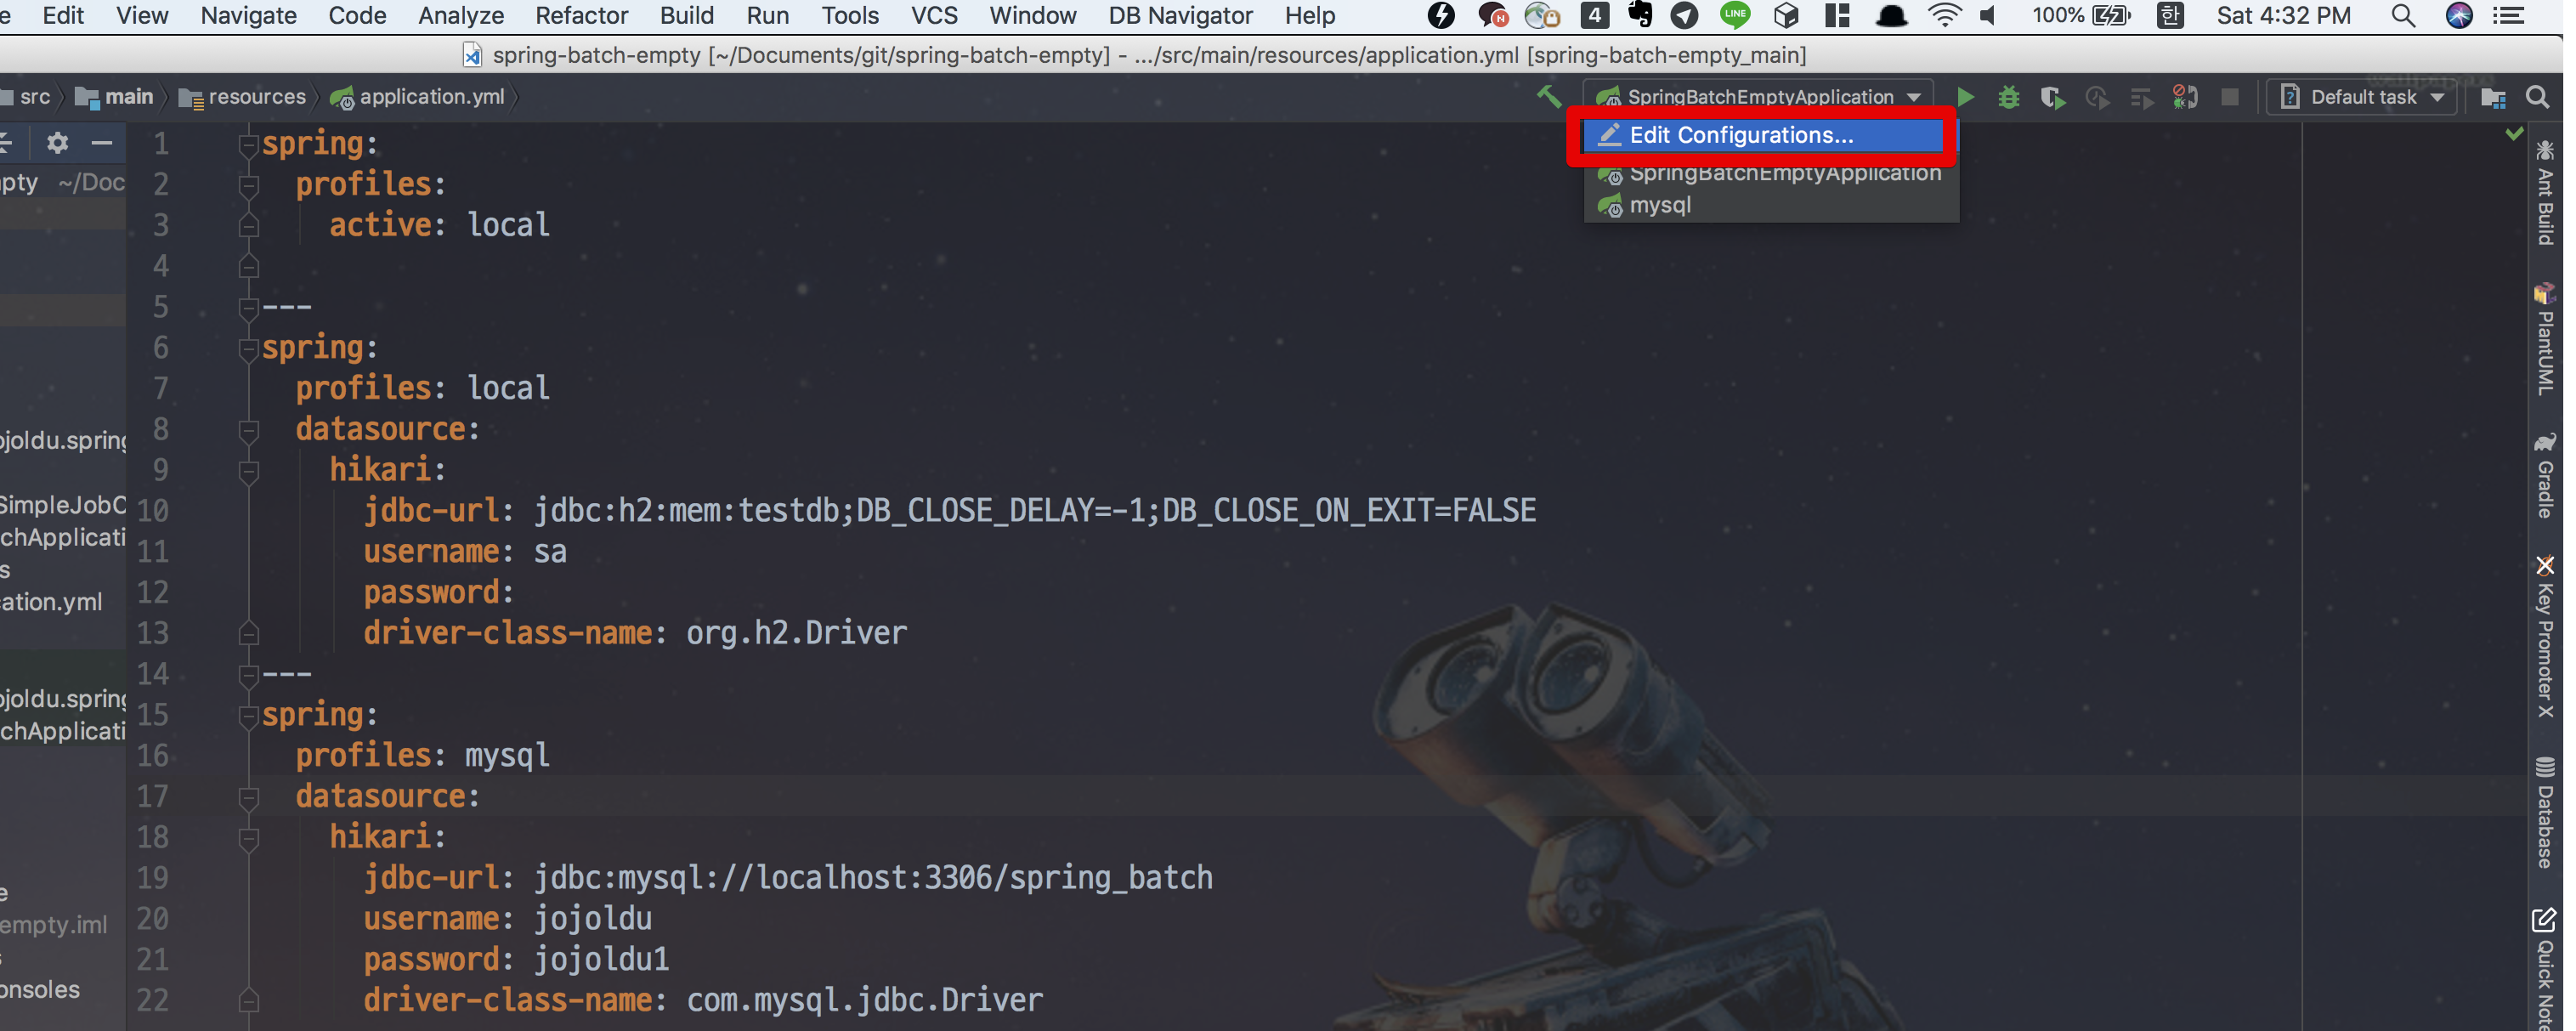 e Edit View Navigate Code Analyze Refactor Build Run Tools VCS Window DB Navigator Help N 4 LINE 100% 한 Sat 4:32 PM
spring-batch-empty [~/Documents/git/spring-batch-empty] - .../src/main/resources/application.yml [spring-batch-empty_main]
src main resources application.yml SpringBatchEmptyApplication Default task
Edit Configurations...
SpringBatchEmptyApplication
mysql
pty ~/Doc
ojoldu.spring
SimpleJobC
chApplicati
s
cation.yml
ojoldu.spring
chApplicati
e
empty.iml
s
onsoles
1 spring:
2 profiles:
3 active: local
4
5 ---
6 spring:
7 profiles: local
8 datasource:
9 hikari:
10 jdbc-url: jdbc:h2:mem:testdb;DB_CLOSE_DELAY=-1;DB_CLOSE_ON_EXIT=FALSE
11 username: sa
12 password:
13 driver-class-name: org.h2.Driver
14 ---
15 spring:
16 profiles: mysql
17 datasource:
18 hikari:
19 jdbc-url: jdbc:mysql://localhost:3306/spring_batch
20 username: jojoldu
21 password: jojoldu1
22 driver-class-name: com.mysql.jdbc.Driver
Ant Build
PlantUML
Gradle
Key Promoter X
Database
Quick Note